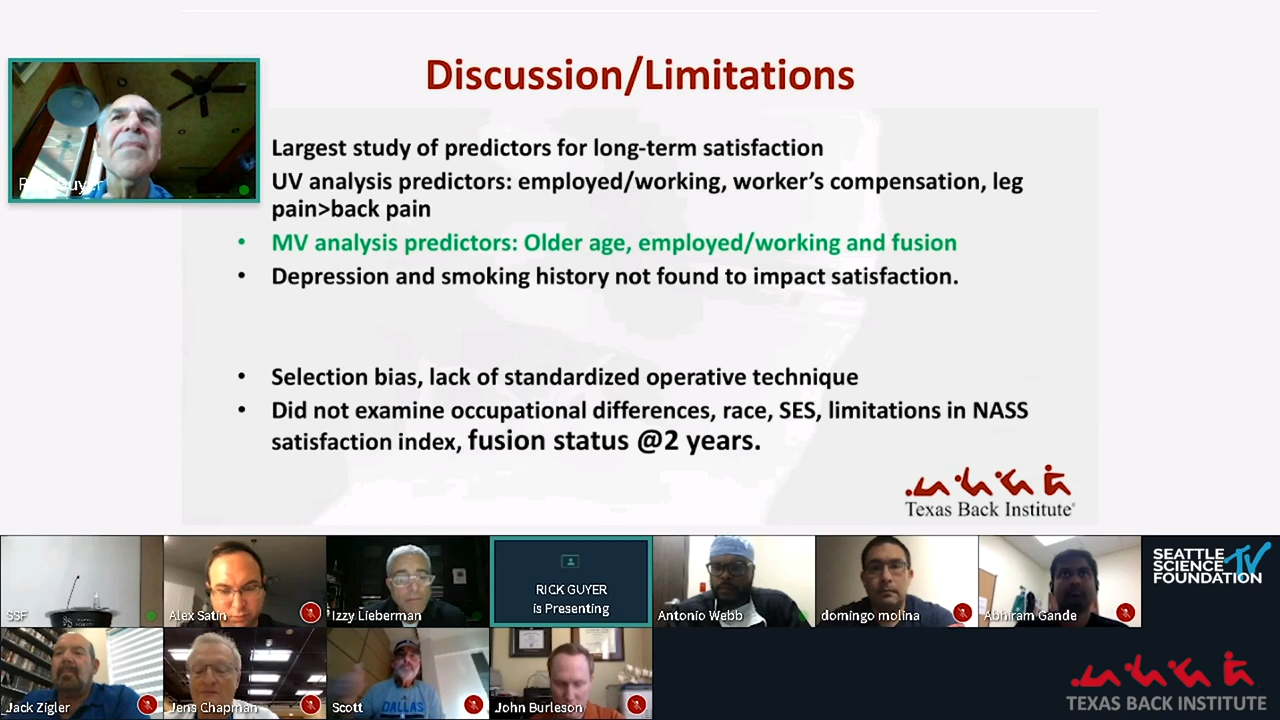 Discussion/Limitations
Rick Guyer
Largest study of predictors for long-term satisfaction
UV analysis predictors: employed/working, worker's compensation, leg
pain>back pain
• MV analysis predictors: Older age, employed/working and fusion
• Depression and smoking history not found to impact satisfaction.
• Selection bias, lack of standardized operative technique
• Did not examine occupational differences, race, SES, limitations in NASS
satisfaction index, fusion status @2 years.
Texas Back Institute®
SSF
Alex Satin
Izzy Lieberman
RICK GUYER
is Presenting
Antonio Webb
domingo molina
Abhiram Gande
SEATTLE
SCIENCE
FOUNDATION
TV
Jack Zigler
Jens Chapman
Scott
DALLAS
John Burleson
TEXAS BACK INSTITUTE